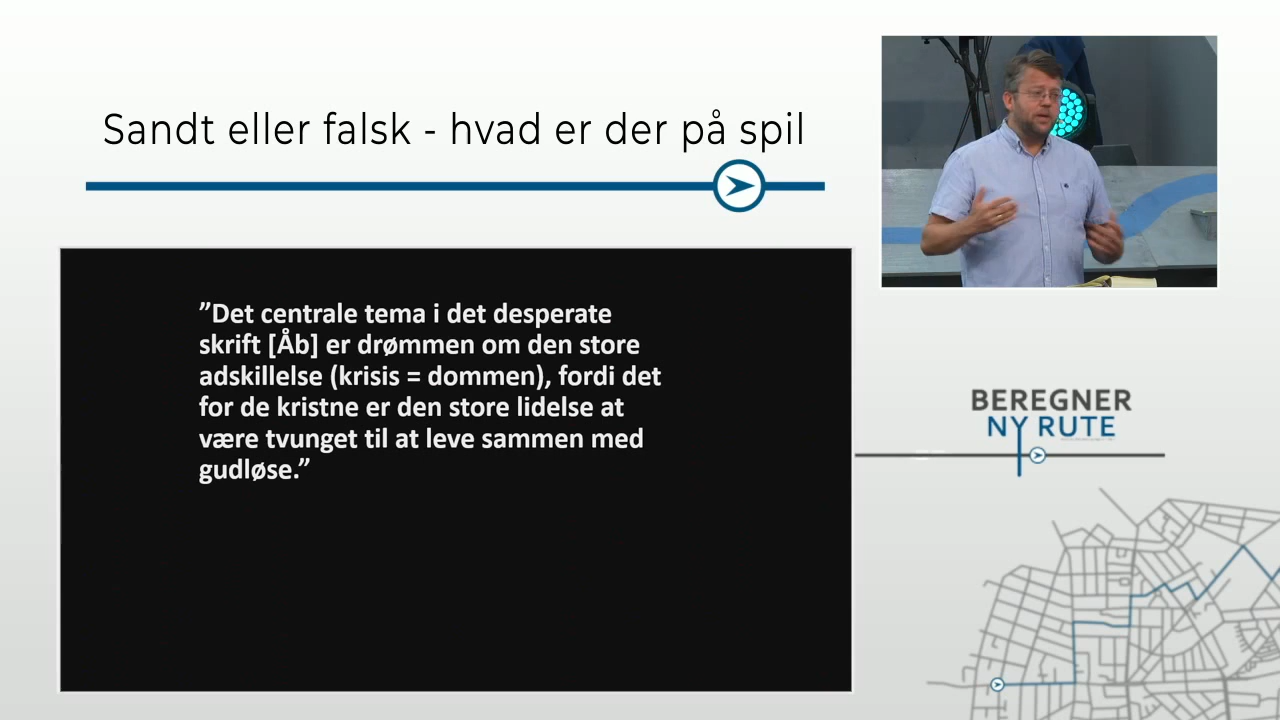 Sandt eller falsk - hvad er der på spil
”Det centrale tema i det desperate
skrift [Åb] er drømmen om den store
adskillelse (krisis = dommen), fordi det
for de kristne er den store lidelse at
være tvunget til at leve sammen med
gudløse.”
BEREGNER
NY RUTE